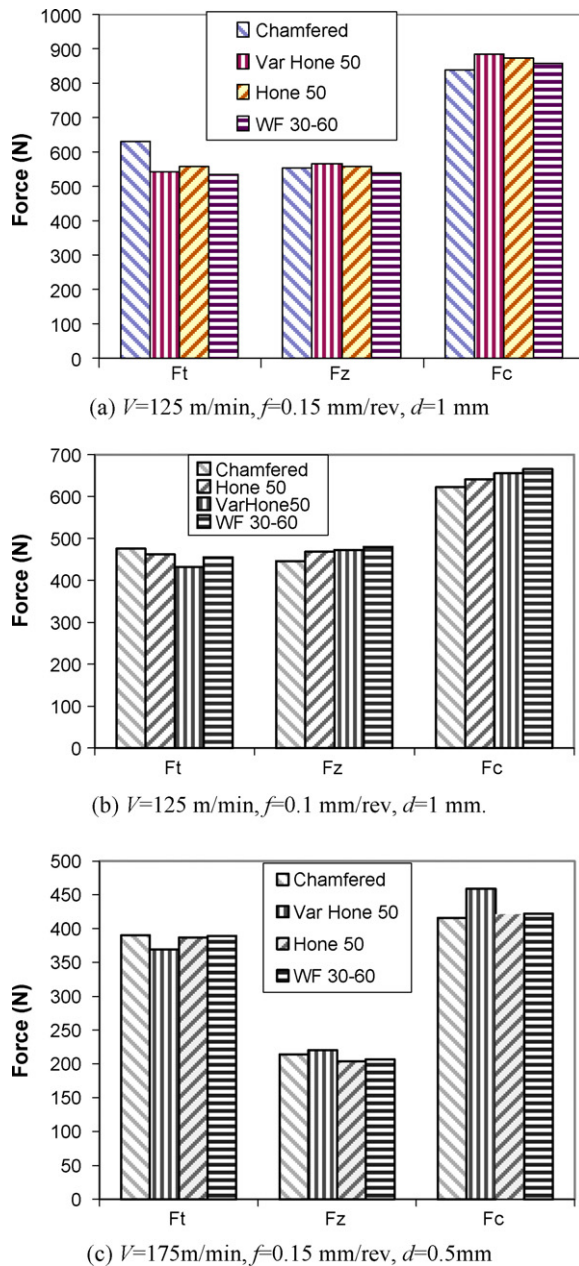 1000
900
800
700
600
500
400
300
200
100
0
Force (N)
Chamfered
Var Hone 50
Hone 50
WF 30-60
Ft Fz Fc
(a) V=125 m/min, f=0.15 mm/rev, d=1 mm
700
600
500
400
300
200
100
0
Force (N)
Chamfered
Hone 50
VarHone50
WF 30-60
Ft Fz Fc
(b) V=125 m/min, f=0.1 mm/rev, d=1 mm.
500
450
400
350
300
250
200
150
100
50
0
Force (N)
Chamfered
Var Hone 50
Hone 50
WF 30-60
Ft Fz Fc
(c) V=175m/min, f=0.15 mm/rev, d=0.5mm